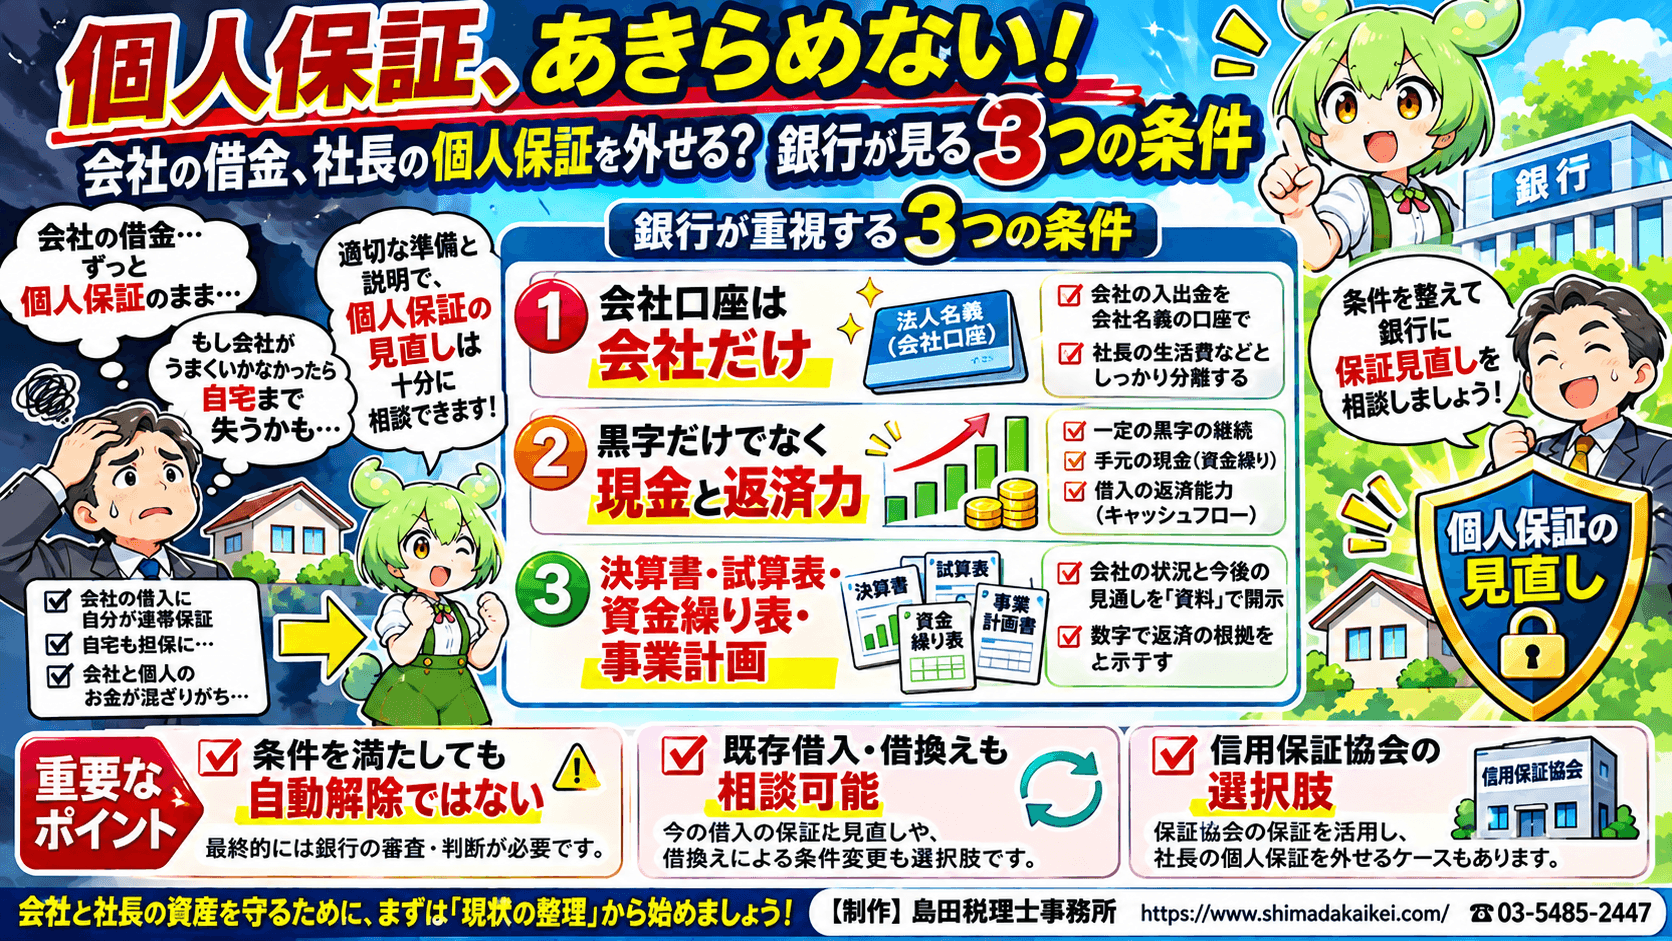 個人保証、あきらめない!
会社の借金、社長の個人保証を外せる? 銀行が見る3つの条件
銀行
会社の借金…
ずっと
個人保証のまま…
もし会社が
うまくいかなかったら
自宅まで
失うかも…
適切な準備と
説明で、
個人保証の
見直しは
十分に
相談できます!
会社の借入に
自分が連帯保証
自宅も担保に…
会社と個人の
お金が混ざりがち…
銀行が重視する3つの条件
1
会社口座は
会社だけ
法人名義
(会社口座)
会社の入出金を
会社名義の口座で
社長の生活費などと
しっかり分離する
2
黒字だけでなく
現金と返済力
一定の黒字の継続
手元の現金(資金繰り)
借入の返済能力
(キャッシュフロー)
3
決算書・試算表・
資金繰り表・
事業計画
決算書
試算表
資金
繰り表
事業
計画書
会社の状況と今後の
見通しを「資料」で開示
数字で返済の根拠を
と示于す
条件を整えて
銀行に
保証見直しを
相談しましょう!
個人保証の
見直し
重要な
ポイント
条件を満たしても
自動解除ではない
最終的には銀行の審査・判断が必要です。
既存借入・借換えも
相談可能
今の借入の保証に見直しや、
借換えによる条件変更も選択肢です。
信用保証協会の
選択肢
保証協会の保証を活用し、
社長の個人保証を外せるケースもあります。
信用保証協会
会社と社長の資産を守るために、まずは「現状の整理」から始めましょう!
【制作】島田税理士事務所 https://www.shimadakaikei.com/ ☎03-5485-2447